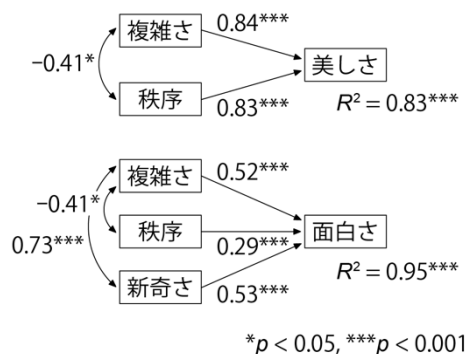 複雑さ 0.84***
−0.41* 美しさ
秩序 0.83*** R² = 0.83***
複雑さ 0.52***
−0.41*
秩序 0.29*** 面白さ
0.73***
新奇さ 0.53*** R² = 0.95***
*p < 0.05, ***p < 0.001